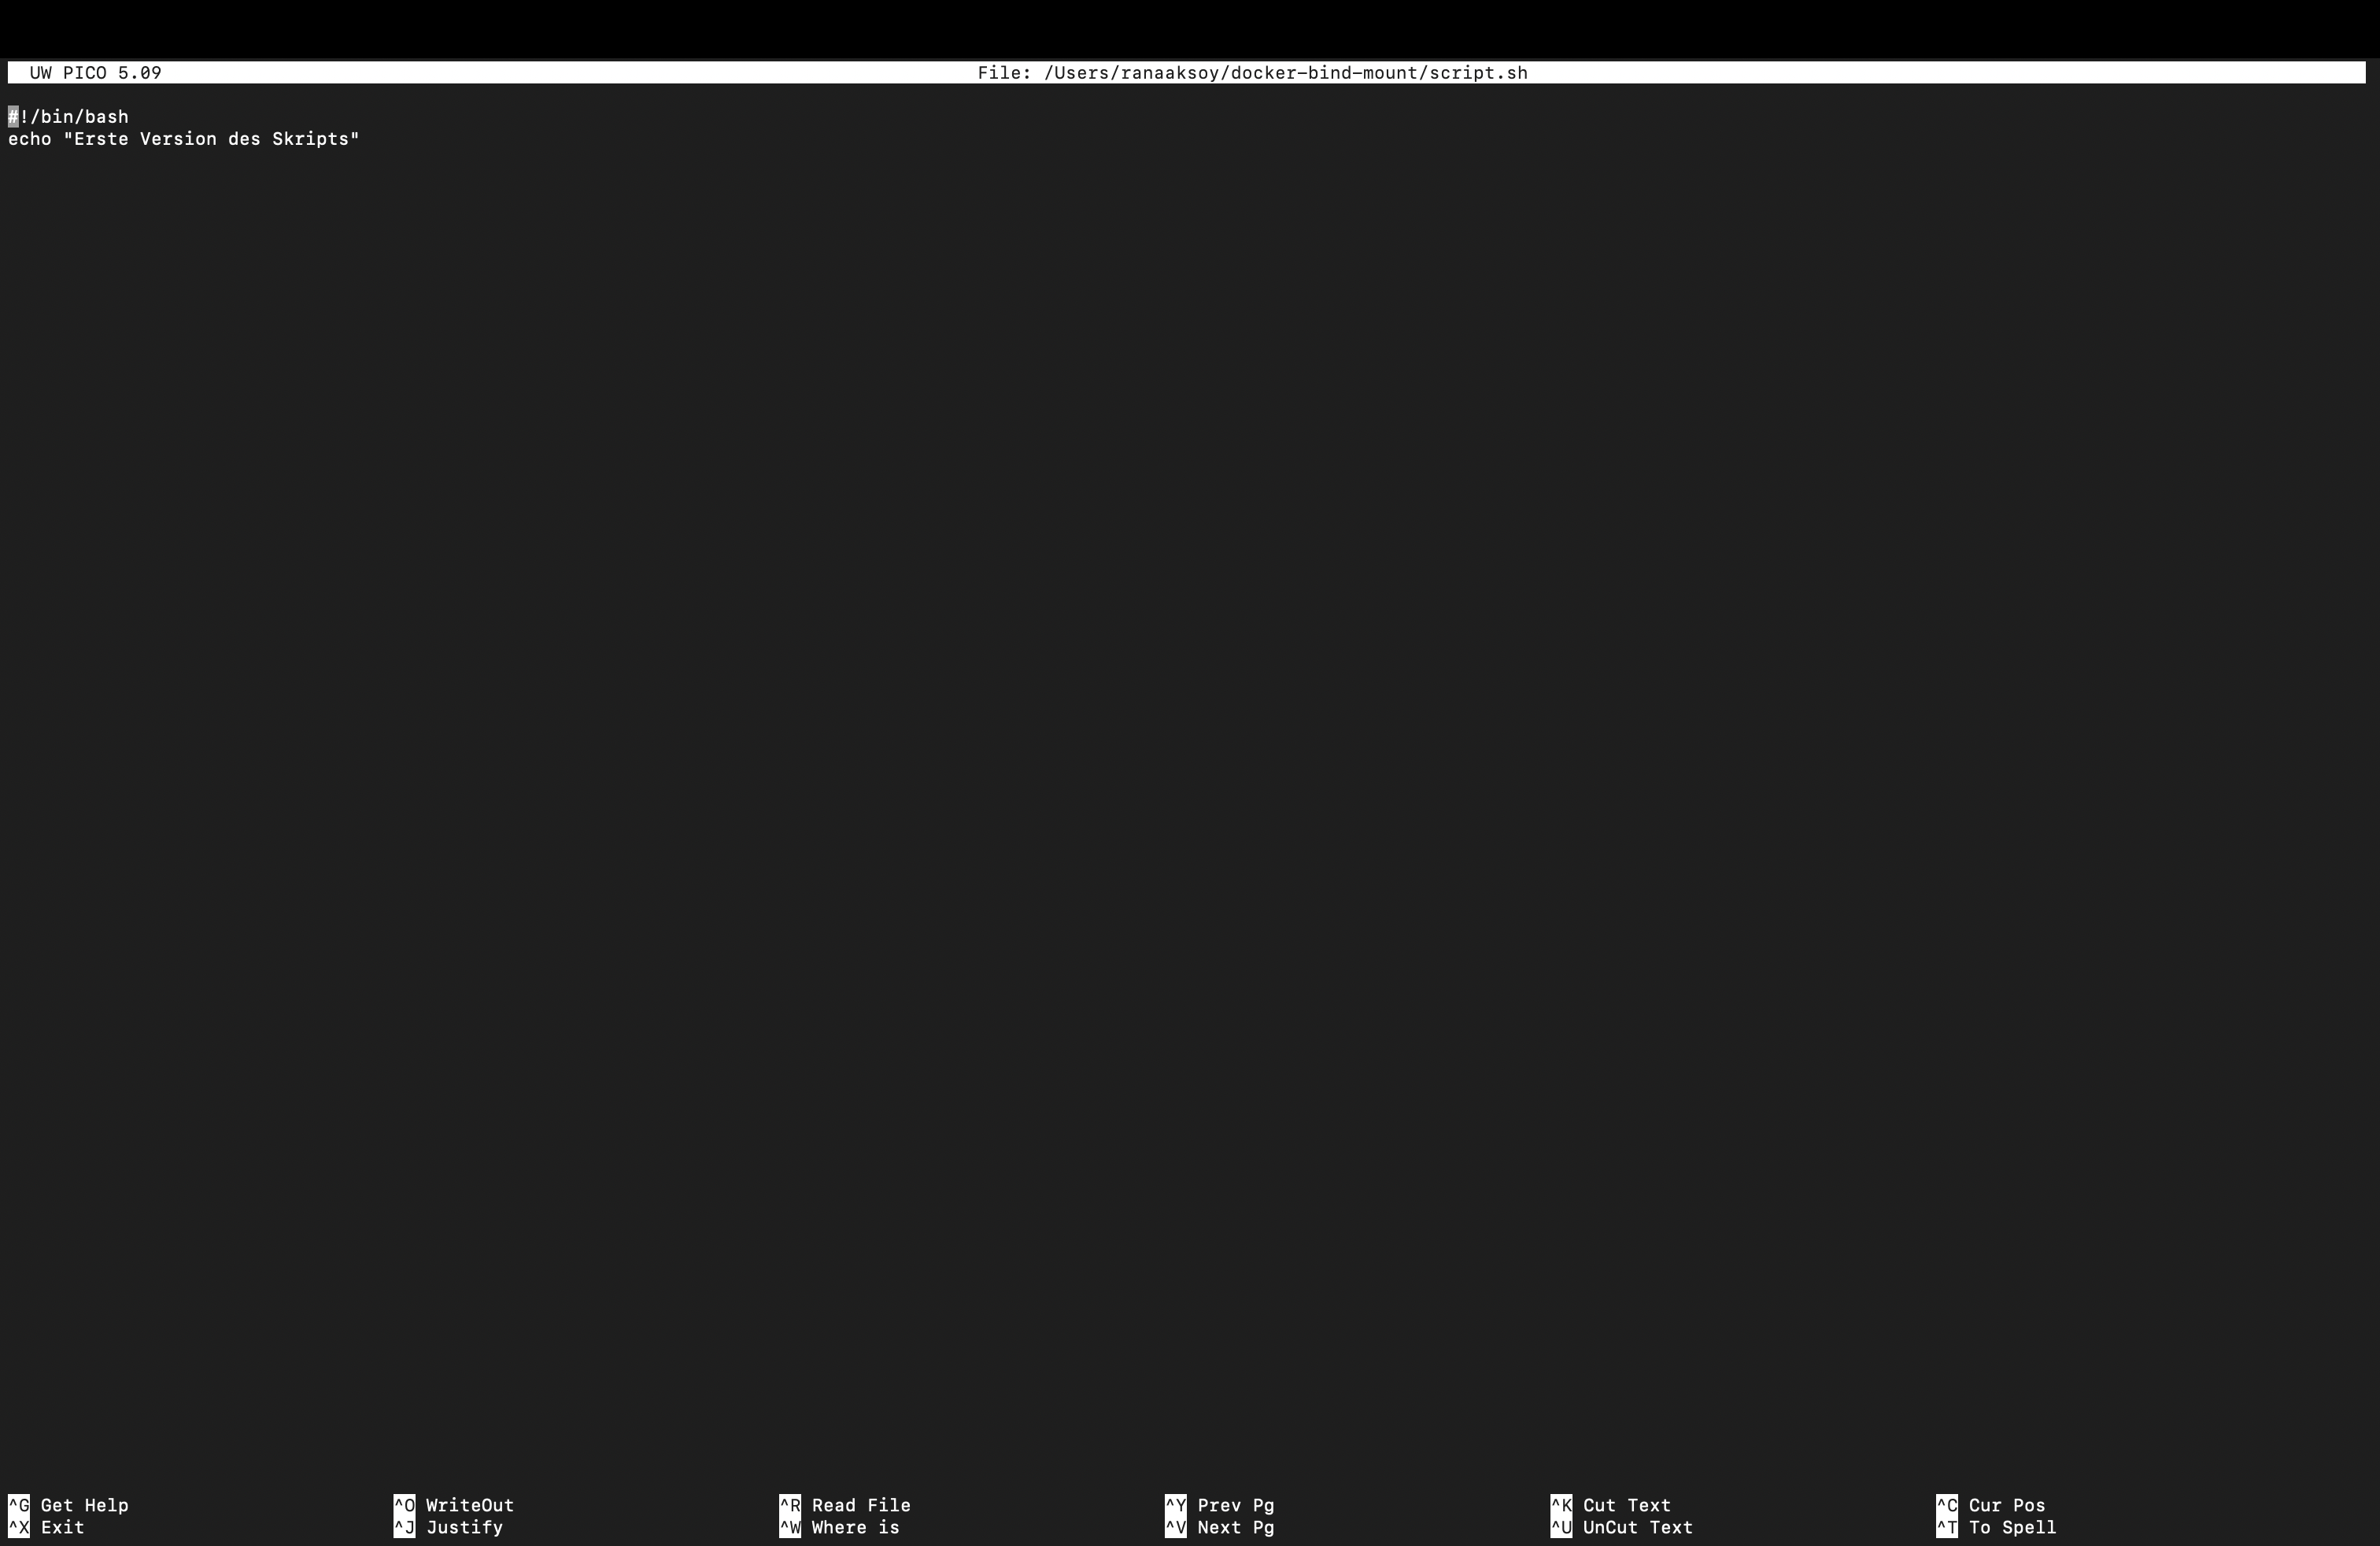 UW PICO 5.09 File: /Users/ranaaksoy/docker-bind-mount/script.sh
#!/bin/bash
echo "Erste Version des Skripts"
^G Get Help ^O WriteOut ^R Read File ^Y Prev Pg ^K Cut Text ^C Cur Pos
^X Exit ^J Justify ^W Where is ^V Next Pg ^U UnCut Text ^T To Spell